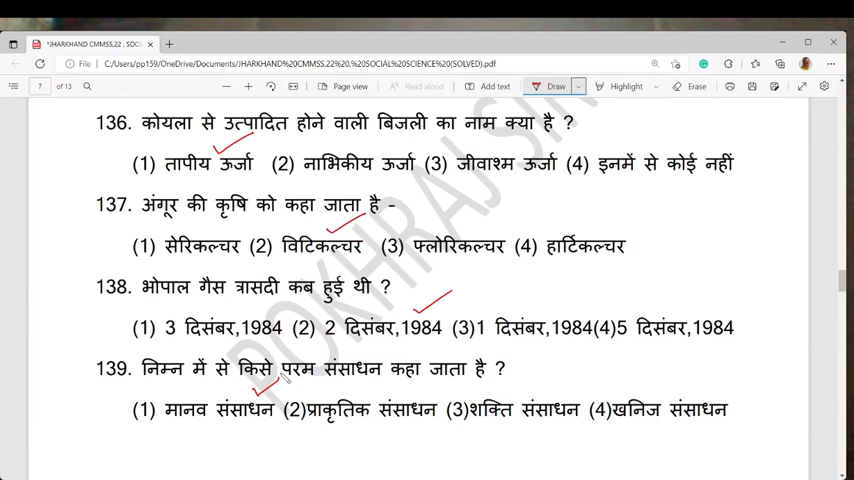 *JHARKHAND CMMSS,22 , SOCI
File | C:/Users/pp159/OneDrive/Documents/JHARKHAND%20CMMSS,22%20.%20SOCIAL%20SCIENCE%20(SOLVED).pdf
7 of 13 Page view Read aloud Add text Draw Highlight Erase
136. कोयला से उत्पादित होने वाली बिजली का नाम क्या है ?
(1) तापीय ऊर्जा (2) नाभिकीय ऊर्जा (3) जीवाश्म ऊर्जा (4) इनमें से कोई नहीं
137. अंगूर की कृषि को कहा जाता है -
(1) सेरिकल्चर (2) विटिकल्चर (3) फ्लोरिकल्चर (4) हार्टिकल्चर
138. भोपाल गैस त्रासदी कब हुई थी ?
(1) 3 दिसंबर,1984 (2) 2 दिसंबर,1984 (3)1 दिसंबर,1984(4)5 दिसंबर,1984
139. निम्न में से किसे परम संसाधन कहा जाता है ?
(1) मानव संसाधन (2)प्राकृतिक संसाधन (3)शक्ति संसाधन (4)खनिज संसाधन
POKHRAJ SIN